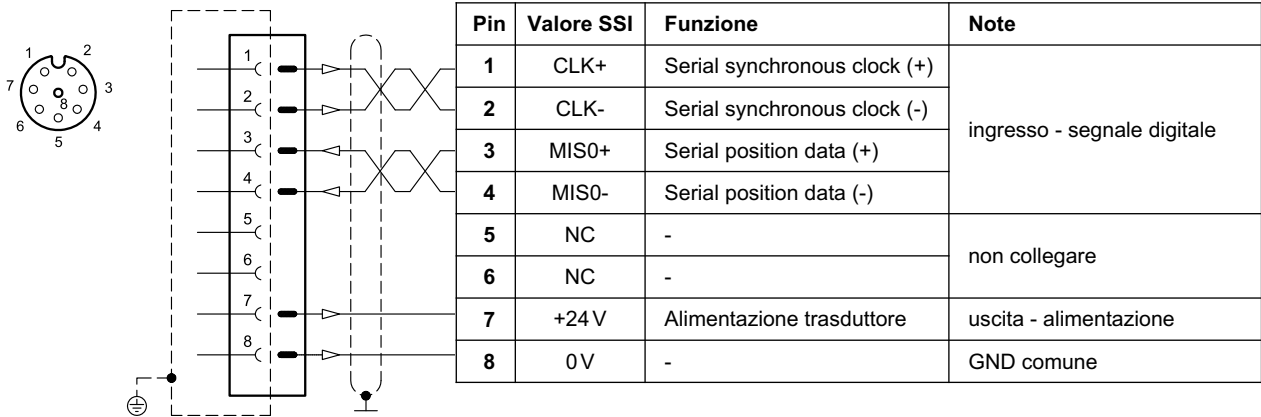 1 2
7 8 3
6 5 4
1
2
3
4
5
6
7
8
Pin Valore SSI Funzione Note
1 CLK+ Serial synchronous clock (+) ingresso - segnale digitale
2 CLK- Serial synchronous clock (-)
3 MIS0+ Serial position data (+)
4 MIS0- Serial position data (-)
5 NC - non collegare
6 NC -
7 +24V Alimentazione trasduttore uscita - alimentazione
8 0V - GND comune